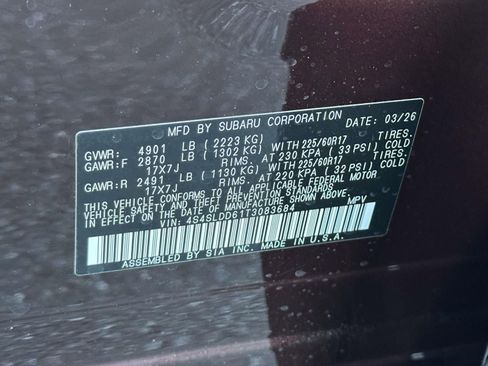 MFD BY SUBARU CORPORATION DATE: 03/26
GVWR: 4901 LB ( 2223 KG)
GAWR:F 2870 LB ( 1302 KG) WITH 225/60R17 TIRES.
17X7J RIMS. AT 230 KPA ( 33 PSI) COLD
GAWR:R 2491 LB ( 1130 KG) WITH 225/60R17 TIRES.
17X7J RIMS. AT 220 KPA ( 32 PSI) COLD
THIS VEHICLE CONFORMS TO ALL APPLICABLE FEDERAL MOTOR
VEHICLE SAFETY, BUMPER, AND THEFT PREVENTION STANDARDS
IN EFFECT ON THE DATE OF MANUFACTURE SHOWN ABOVE.
VIN: 4S4SLDD61T3083684 MPV
ASSEMBLED BY SIA INC. MADE IN U.S.A.